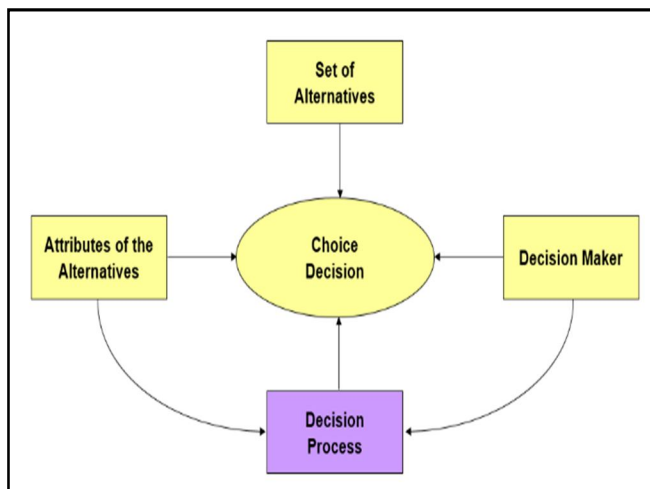 Set of
Alternatives
Attributes of the
Alternatives
Choice
Decision
Decision Maker
Decision
Process